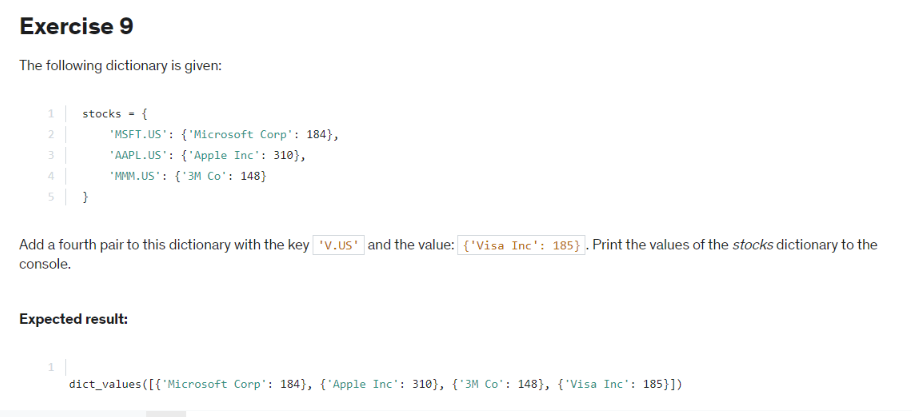 Exercise 9
The following dictionary is given:
1 stocks = {
2 'MSFT.US': {'Microsoft Corp': 184},
3 'AAPL.US': {'Apple Inc': 310},
4 'MMM.US': {'3M Co': 148}
5 }
Add a fourth pair to this dictionary with the key 'V.US' and the value: {'Visa Inc': 185}. Print the values of the stocks dictionary to the
console.
Expected result:
1
dict_values([{'Microsoft Corp': 184}, {'Apple Inc': 310}, {'3M Co': 148}, {'Visa Inc': 185}])